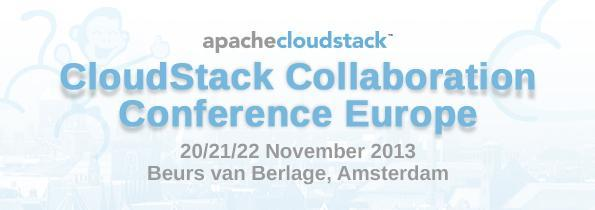 apachecloudstack™
CloudStack Collaboration
Conference Europe
20/21/22 November 2013
Beurs van Berlage, Amsterdam